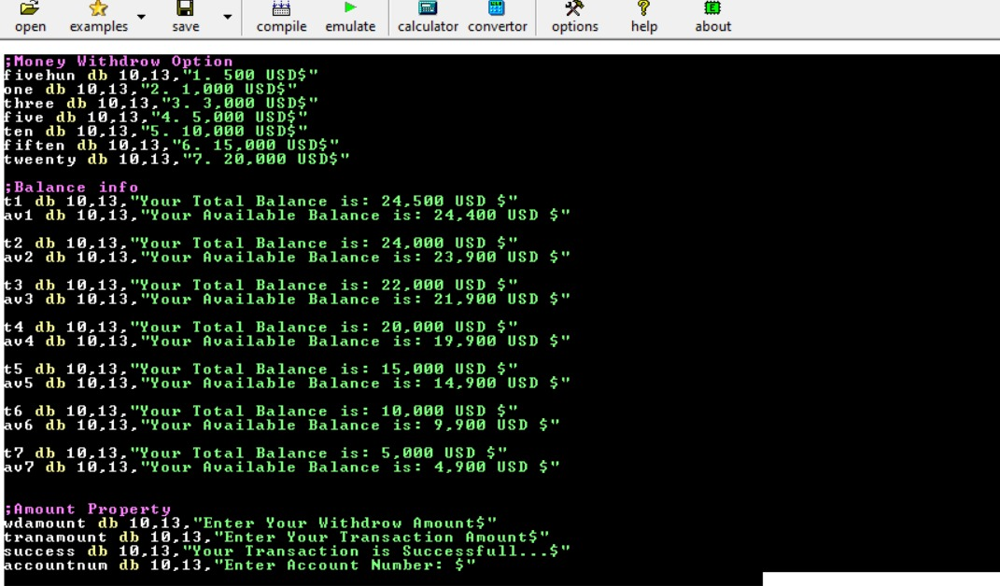 open examples save compile emulate calculator convertor options help about
;Money Withdrow Option
fivehun db 10,13,"1. 500 USD$"
one db 10,13,"2. 1,000 USD$"
three db 10,13,"3. 3,000 USD$"
five db 10,13,"4. 5,000 USD$"
ten db 10,13,"5. 10,000 USD$"
fiften db 10,13,"6. 15,000 USD$"
tweenty db 10,13,"7. 20,000 USD$"
;Balance info
t1 db 10,13,"Your Total Balance is: 24,500 USD $"
av1 db 10,13,"Your Available Balance is: 24,400 USD $"
t2 db 10,13,"Your Total Balance is: 24,000 USD $"
av2 db 10,13,"Your Available Balance is: 23,900 USD $"
t3 db 10,13,"Your Total Balance is: 22,000 USD $"
av3 db 10,13,"Your Available Balance is: 21,900 USD $"
t4 db 10,13,"Your Total Balance is: 20,000 USD $"
av4 db 10,13,"Your Available Balance is: 19,900 USD $"
t5 db 10,13,"Your Total Balance is: 15,000 USD $"
av5 db 10,13,"Your Available Balance is: 14,900 USD $"
t6 db 10,13,"Your Total Balance is: 10,000 USD $"
av6 db 10,13,"Your Available Balance is: 9,900 USD $"
t7 db 10,13,"Your Total Balance is: 5,000 USD $"
av7 db 10,13,"Your Available Balance is: 4,900 USD $"
;Amount Property
wdamount db 10,13,"Enter Your Withdrow Amount$"
tranamount db 10,13,"Enter Your Transaction Amount$"
success db 10,13,"Your Transaction is Successfull...$"
accountnum db 10,13,"Enter Account Number: $"